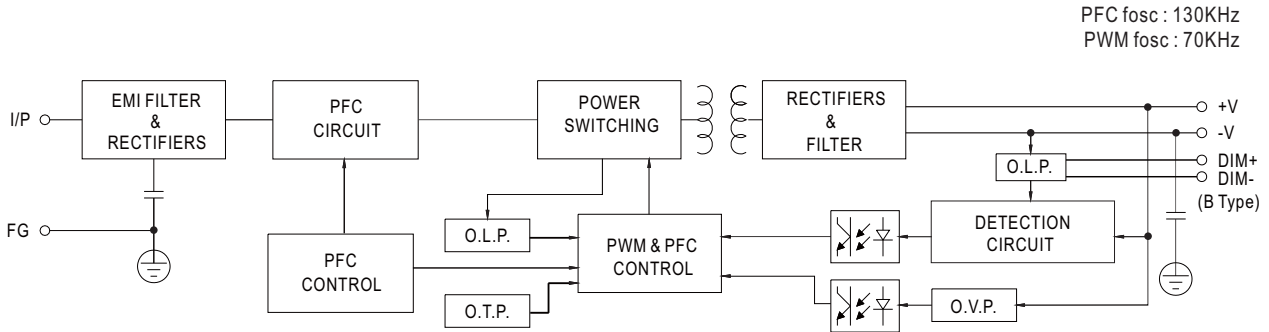 PFC fosc : 130KHz
PWM fosc : 70KHz
I/P
EMI FILTER
&
RECTIFIERS
PFC
CIRCUIT
POWER
SWITCHING
RECTIFIERS
&
FILTER
+V
-V
DIM+
DIM-
(B Type)
O.L.P.
FG
O.L.P.
PFC
CONTROL
PWM & PFC
CONTROL
DETECTION
CIRCUIT
O.T.P.
O.V.P.